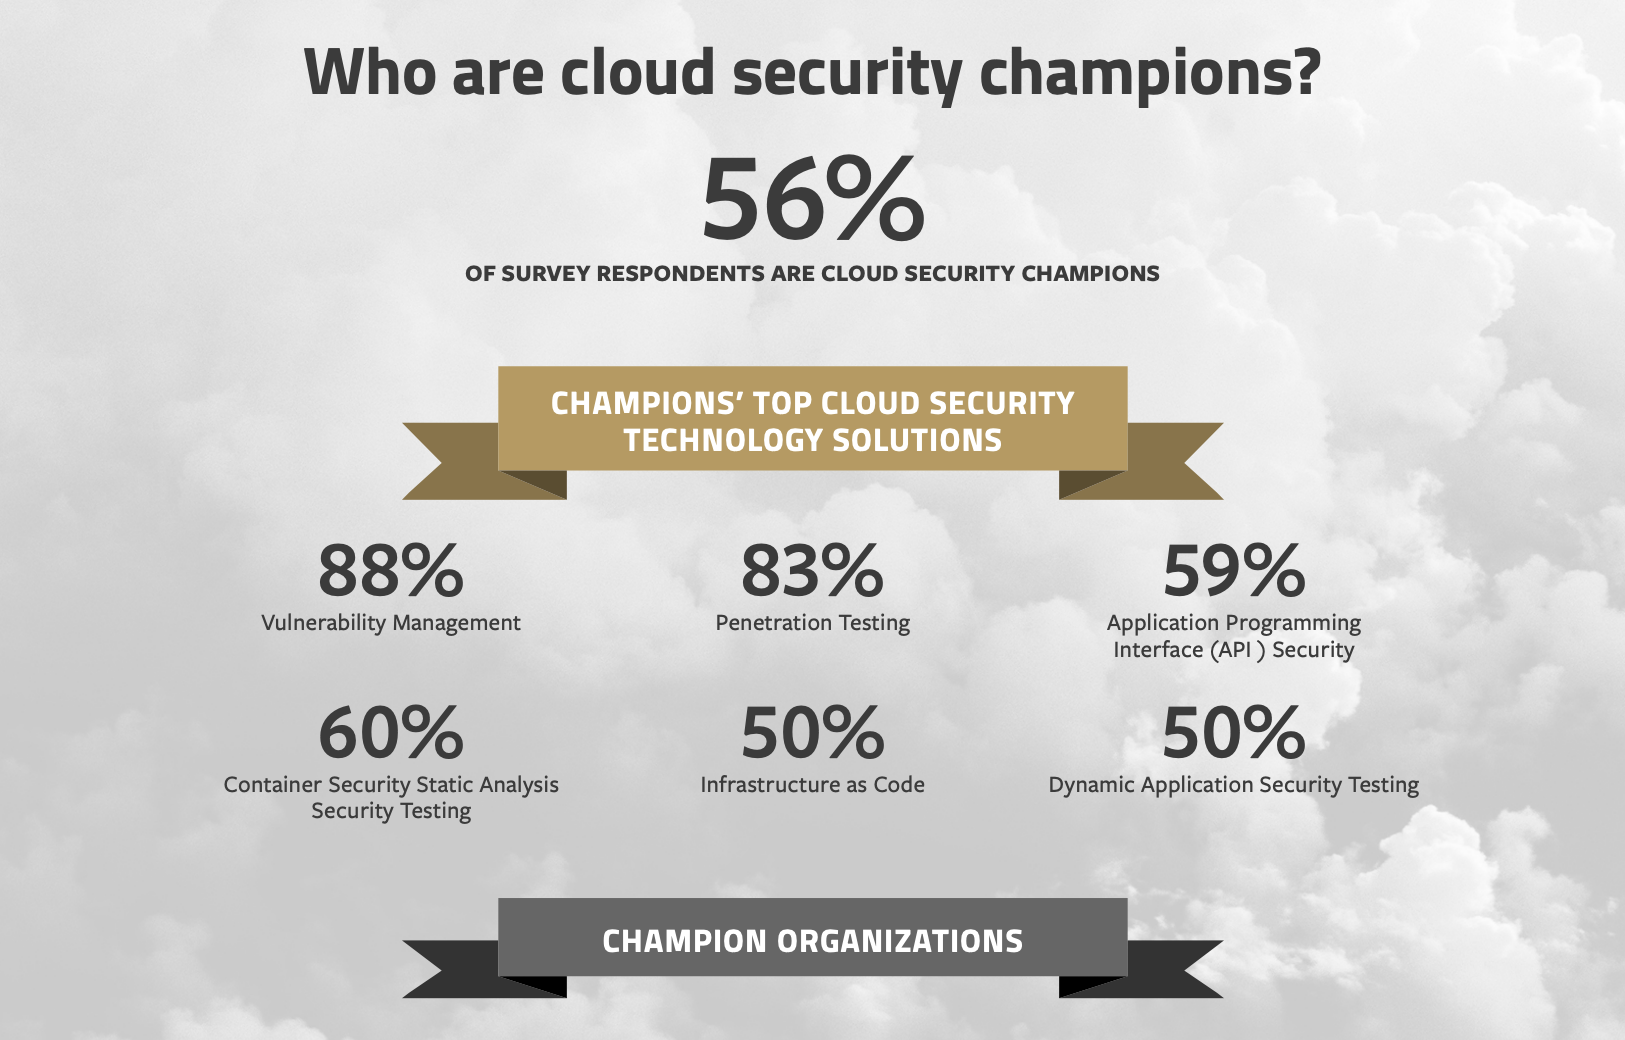 Who are cloud security champions?
56%
OF SURVEY RESPONDENTS ARE CLOUD SECURITY CHAMPIONS
CHAMPIONS’ TOP CLOUD SECURITY
TECHNOLOGY SOLUTIONS
88%
Vulnerability Management
83%
Penetration Testing
59%
Application Programming
Interface (API ) Security
60%
Container Security Static Analysis
Security Testing
50%
Infrastructure as Code
50%
Dynamic Application Security Testing
CHAMPION ORGANIZATIONS